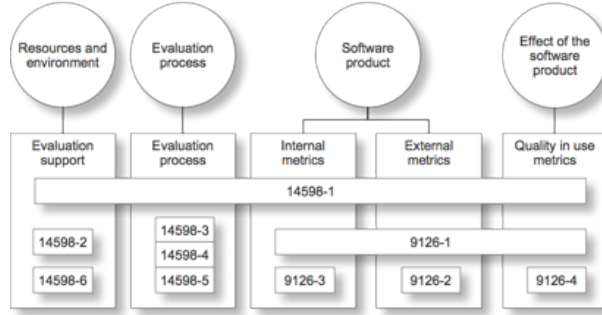 Resources and
environment
Evaluation
process
Software
product
Effect of the
software
product
Evaluation
support
Evaluation
process
Internal
metrics
External
metrics
Quality in use
metrics
14598-1
14598-2
14598-3
14598-4
9126-1
14598-6
14598-5
9126-3
9126-2
9126-4